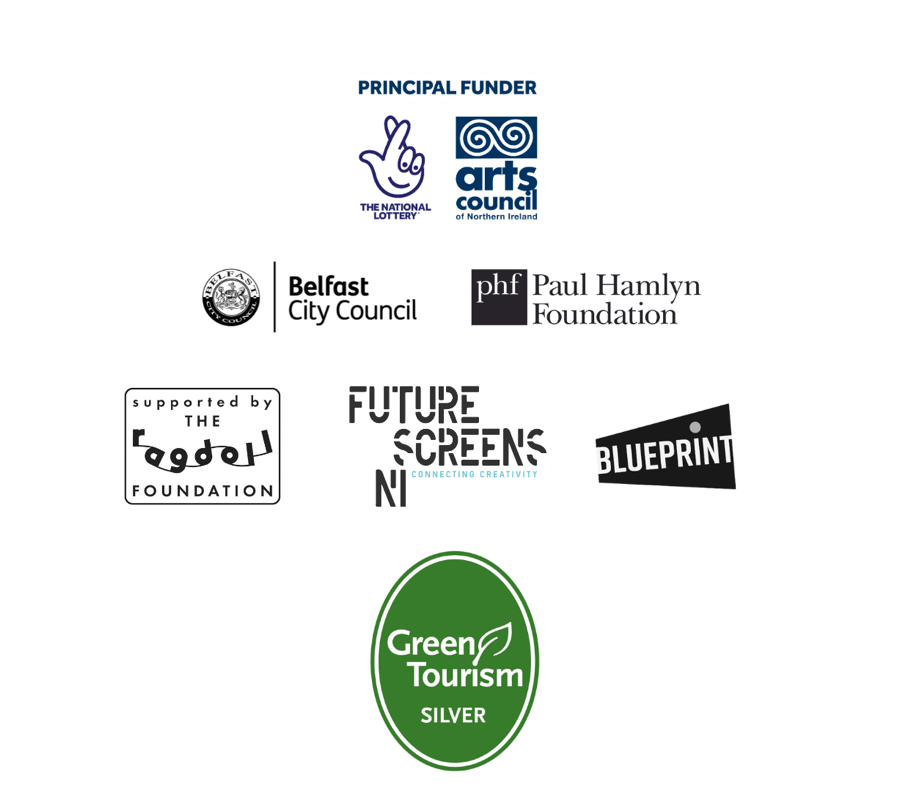 PRINCIPAL FUNDER
THE NATIONAL
LOTTERY
arts
council
of Northern Ireland
BELFAST
CITY COUNCIL
Belfast
City Council
phf
Paul Hamlyn
Foundation
supported by
THE
ragdoll
FOUNDATION
FUTURE
SCREENS
CONNECTING CREATIVITY
NI
BLUEPRINT
Green
Tourism
SILVER